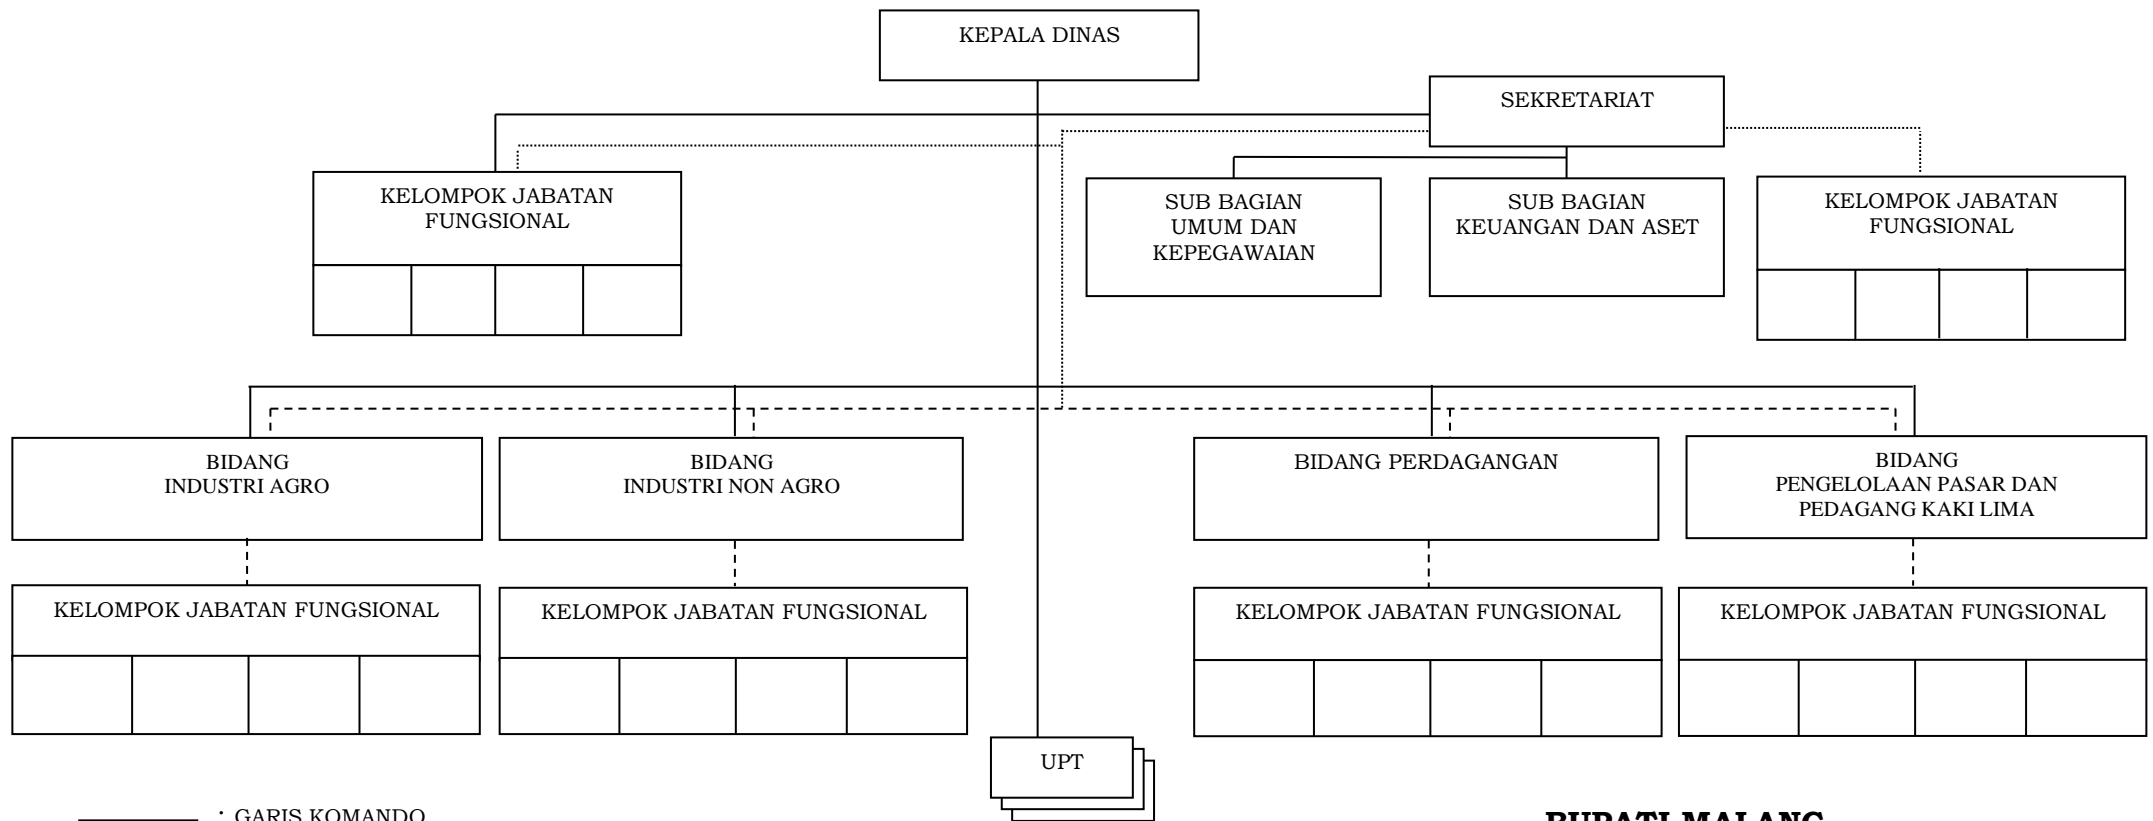 KEPALA DINAS
SEKRETARIAT
KELOMPOK JABATAN
FUNGSIONAL
SUB BAGIAN
UMUM DAN
KEPEGAWAIAN
SUB BAGIAN
KEUANGAN DAN ASET
KELOMPOK JABATAN
FUNGSIONAL
BIDANG
INDUSTRI AGRO
BIDANG
INDUSTRI NON AGRO
BIDANG PERDAGANGAN
BIDANG
PENGELOLAAN PASAR DAN
PEDAGANG KAKI LIMA
KELOMPOK JABATAN FUNGSIONAL
KELOMPOK JABATAN FUNGSIONAL
KELOMPOK JABATAN FUNGSIONAL
KELOMPOK JABATAN FUNGSIONAL
UPT
: GARIS KOMANDO
BUPATI MALANG